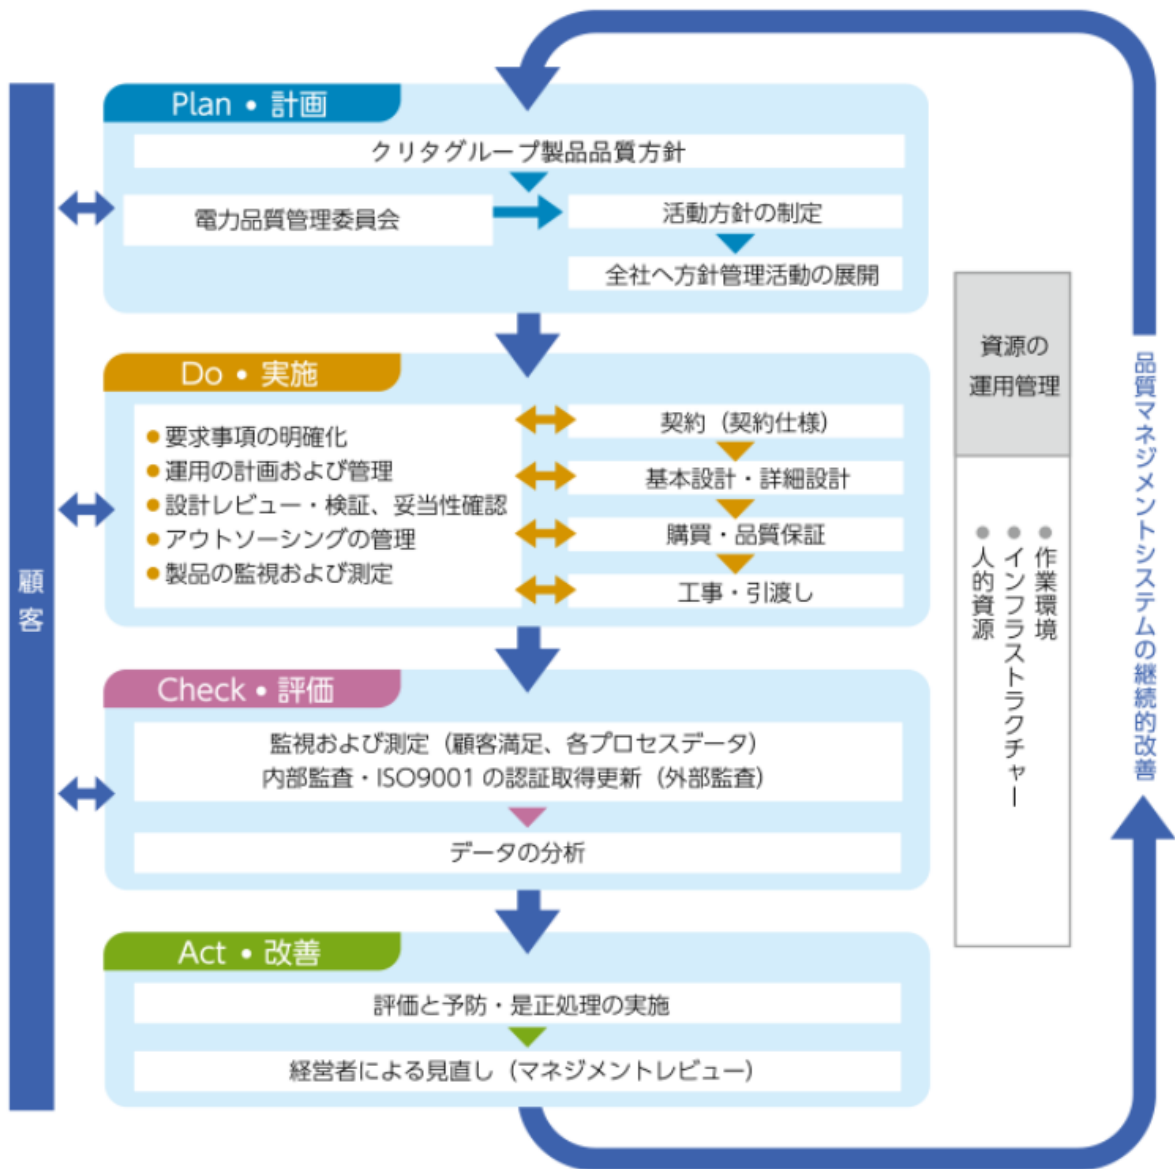 Plan • 計画
クリタグループ製品品質方針
電力品質管理委員会
活動方針の制定
全社へ方針管理活動の展開
Do • 実施
● 要求事項の明確化
● 運用の計画および管理
● 設計レビュー・検証、妥当性確認
● アウトソーシングの管理
● 製品の監視および測定
契約（契約仕様）
基本設計・詳細設計
購買・品質保証
工事・引渡し
Check • 評価
監視および測定（顧客満足、各プロセスデータ）
内部監査・ISO9001 の認証取得更新（外部監査）
データの分析
Act • 改善
評価と予防・是正処理の実施
経営者による見直し（マネジメントレビュー）
顧客
資源の
運用管理
● 作業環境
● インフラストラクチャー
● 人的資源
品質マネジメントシステムの継続的改善